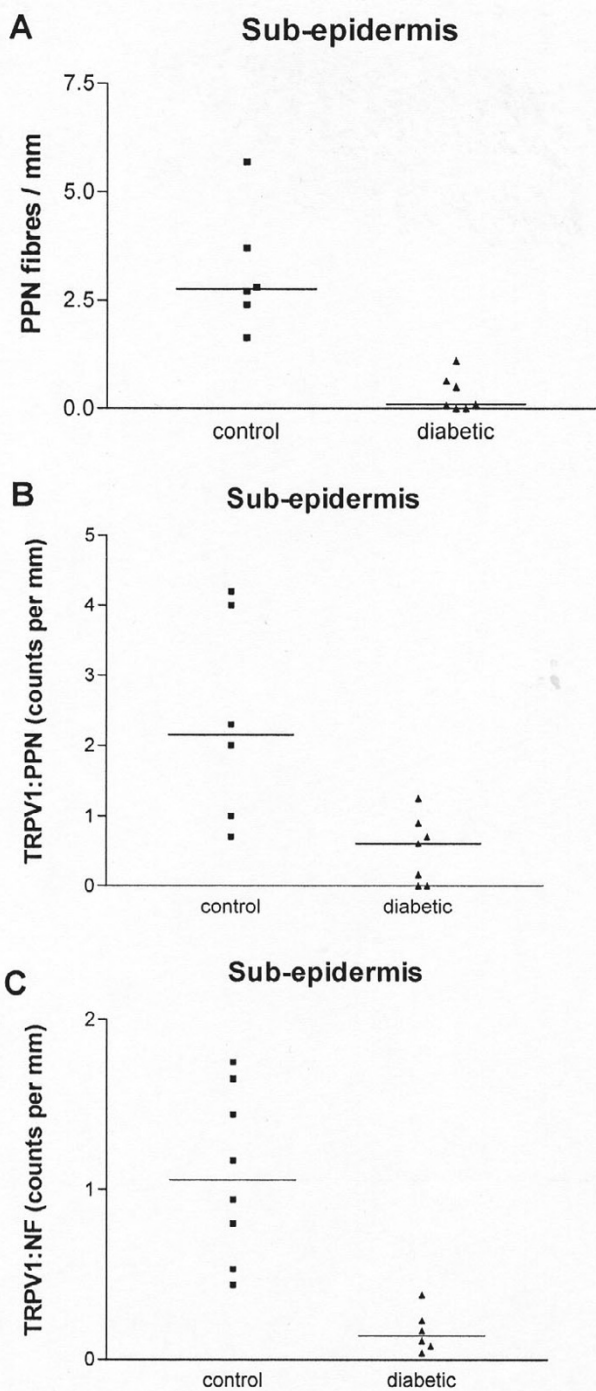 A
Sub-epidermis
PPN fibres / mm
7.5
5.0
2.5
0.0
control
diabetic
B
Sub-epidermis
TRPV1:PPN (counts per mm)
5
4
3
2
1
0
control
diabetic
C
Sub-epidermis
TRPV1:NF (counts per mm)
2
1
0
control
diabetic